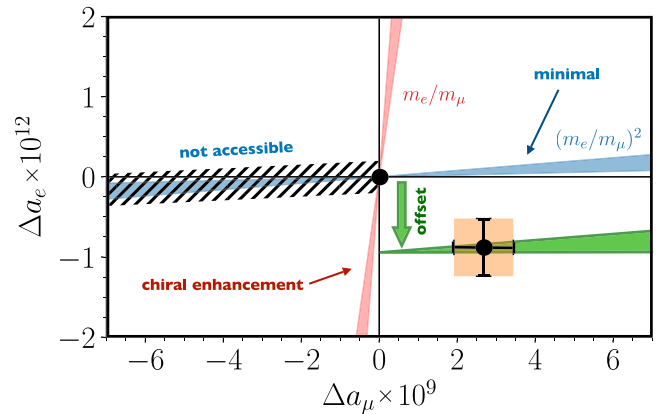 2
minimal
1
m_e/m_μ
(m_e/m_μ)^2
not accessible
0
Δa_e×10^12
offset
−1
chiral enhancement
−2
−6 −4 −2 0 2 4 6
Δa_μ×10^9